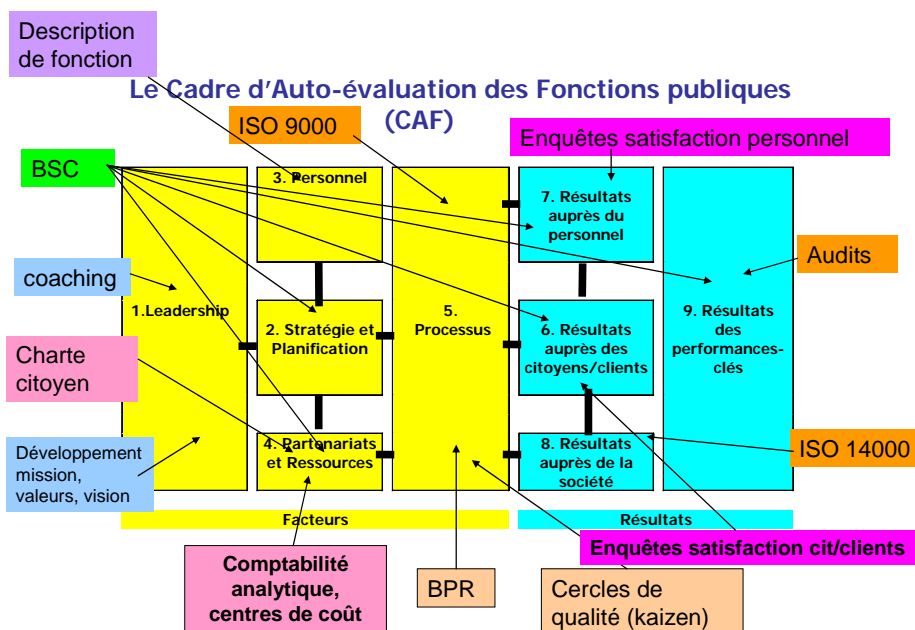 Description
de fonction
Le Cadre d'Auto-évaluation des Fonctions publiques
(CAF)
ISO 9000
Enquêtes satisfaction personnel
BSC
3. Personnel
7. Résultats
auprès du
personnel
Audits
coaching
1.Leadership
2. Stratégie et
Planification
5.
Processus
6. Résultats
auprès des
citoyens/clients
9. Résultats
des
performances-
clés
Charte
citoyen
4. Partenariats
et Ressources
8. Résultats
auprès de la
société
ISO 14000
Développement
mission,
valeurs, vision
Facteurs
Résultats
Comptabilité
analytique,
centres de coût
BPR
Enquêtes satisfaction cit/clients
Cercles de
qualité (kaizen)